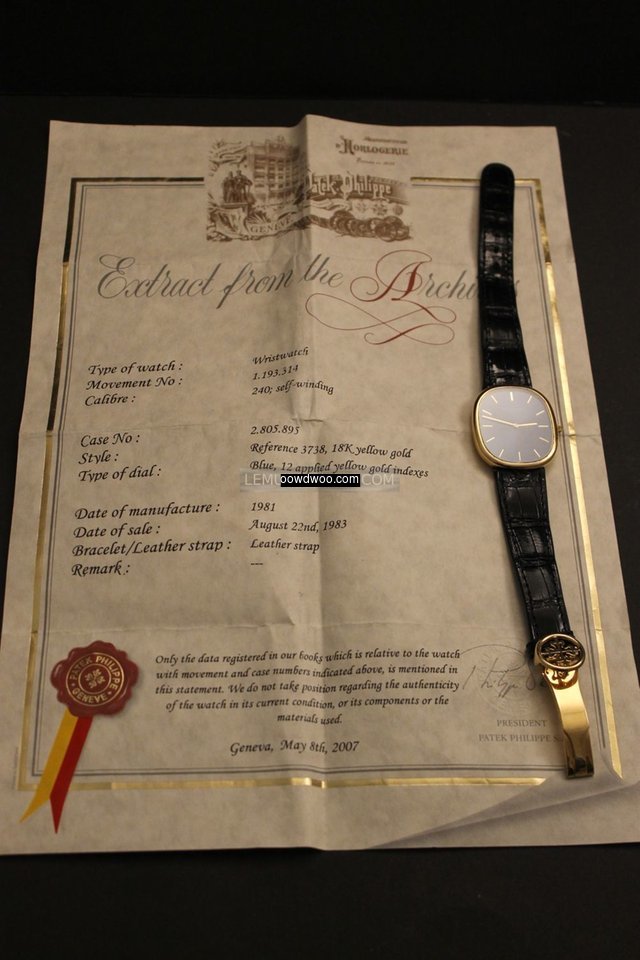 HORLOGERIE
Patek Philippe
GENEVE
Extract from the Archi
Type of watch : Wristwatch
Movement No : 1.193.314
Calibre : 240; self-winding
Case No : 2.805.895
Style : Reference 3738, 18K yellow gold
Type of dial : Blue, 12 applied yellow gold indexes
LEMU oowdwoo.com COM
Date of manufacture : 1981
Date of sale : August 22nd, 1983
Bracelet/Leather strap : Leather strap
Remark : ---
Only the data registered in our books which is relative to the watch
with movement and case numbers indicated above, is mentioned in
this statement. We do not take position regarding the authenticity
of the watch in its current condition, or its components or the
materials used.
Geneva, May 8th, 2007
PRESIDENT
PATEK PHILIPPE S.
PATEK PHILIPPE
GENEVE